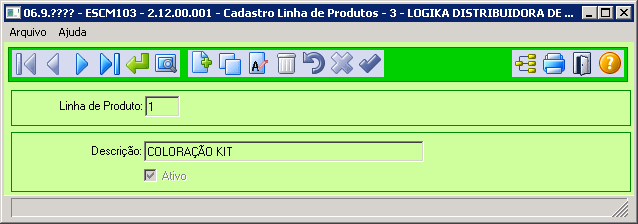 06.9.???? - ESCM103 - 2.12.00.001 - Cadastro Linha de Produtos - 3 - LOGIKA DISTRIBUIDORA DE ...
Arquivo Ajuda
Linha de Produto: 1
Descrição: COLORAÇÃO KIT
Ativo